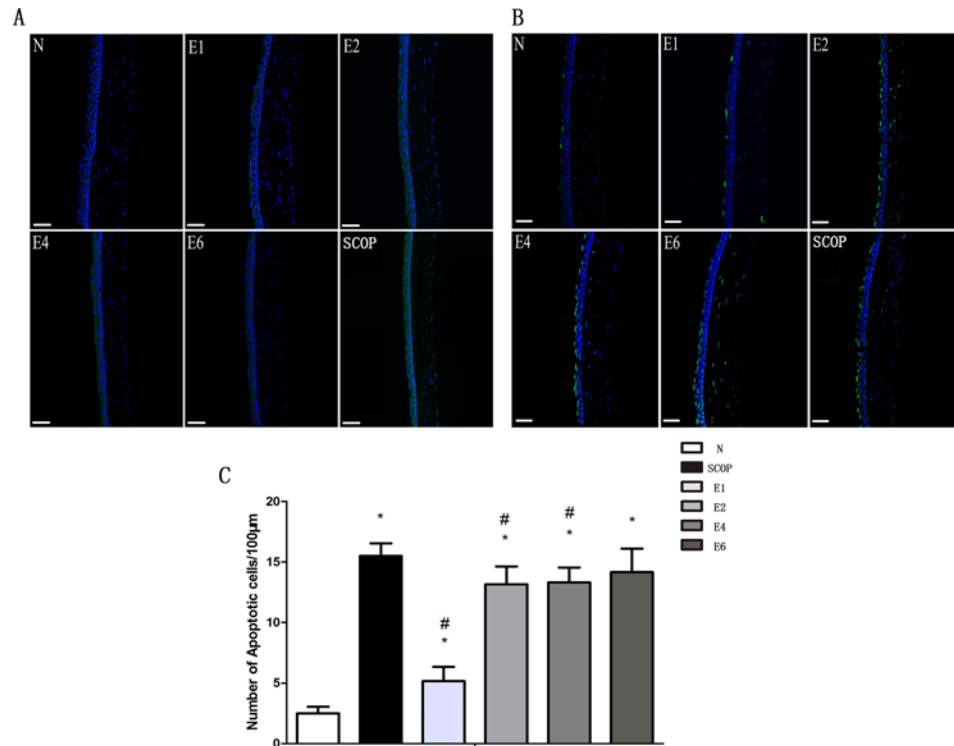 A
B
N
E1
E2
E4
E6
SCOP
N
E1
E2
E4
E6
SCOP
C
N
SCOP
E1
E2
E4
E6
Number of Apoptotic cells/100μm
20
15
10
5
0
*
#
*
#
*
#
*
*